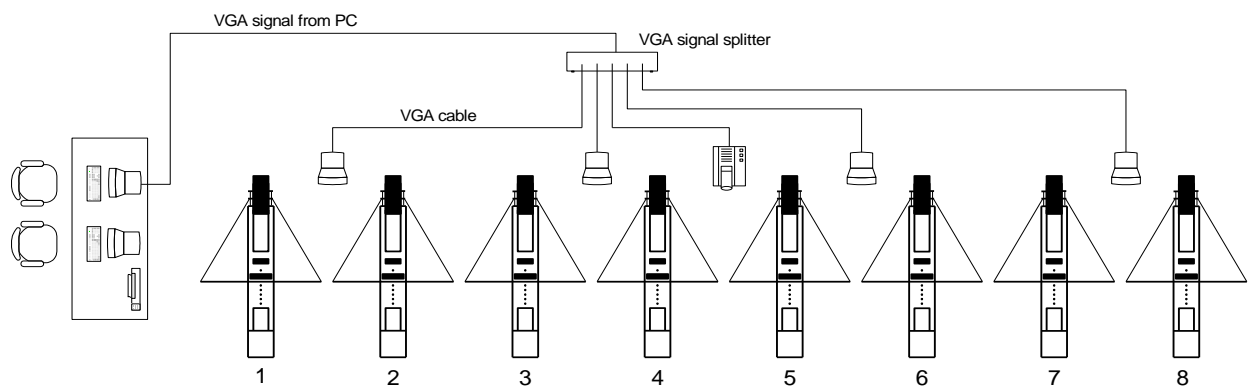 VGA signal from PC
VGA signal splitter
VGA cable
1 2 3 4 5 6 7 8